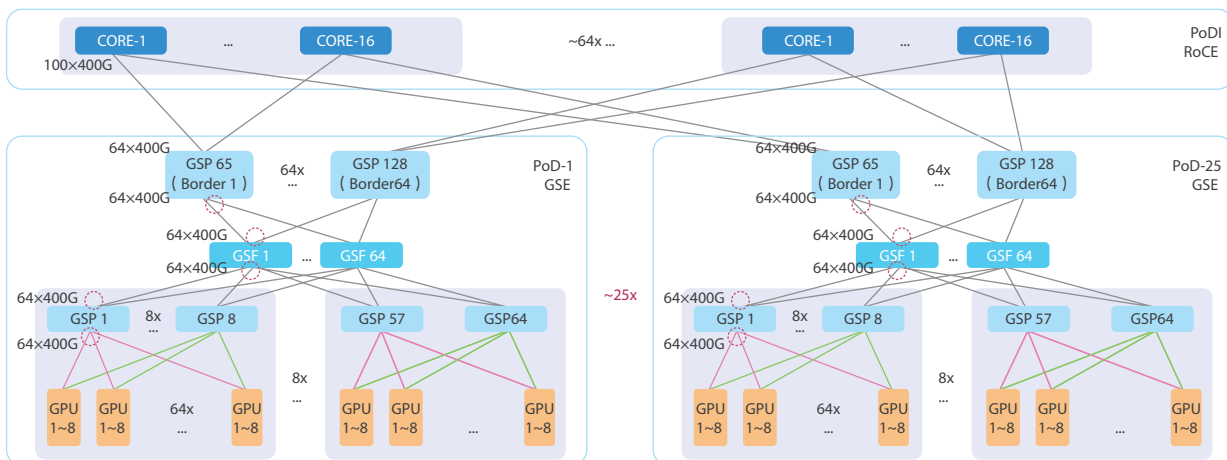 CORE-1
...
CORE-16
~64x ...
CORE-1
...
CORE-16
PoDI
RoCE
100×400G
64×400G
GSP 65
( Border 1 )
64x
...
GSP 128
( Border64 )
PoD-1
GSE
64×400G
64×400G
GSF 1
...
GSF 64
64×400G
64×400G
GSP 1
8x
...
GSP 8
GSP 57
GSP64
64×400G
8x
...
GPU
1~8
GPU
1~8
64x
...
GPU
1~8
GPU
1~8
GPU
1~8
...
GPU
1~8
~25x
64×400G
GSP 65
( Border 1 )
64x
...
GSP 128
( Border64 )
PoD-25
GSE
64×400G
64×400G
GSF 1
...
GSF 64
64×400G
64×400G
GSP 1
8x
...
GSP 8
GSP 57
GSP64
64×400G
8x
...
GPU
1~8
GPU
1~8
64x
...
GPU
1~8
GPU
1~8
GPU
1~8
...
GPU
1~8